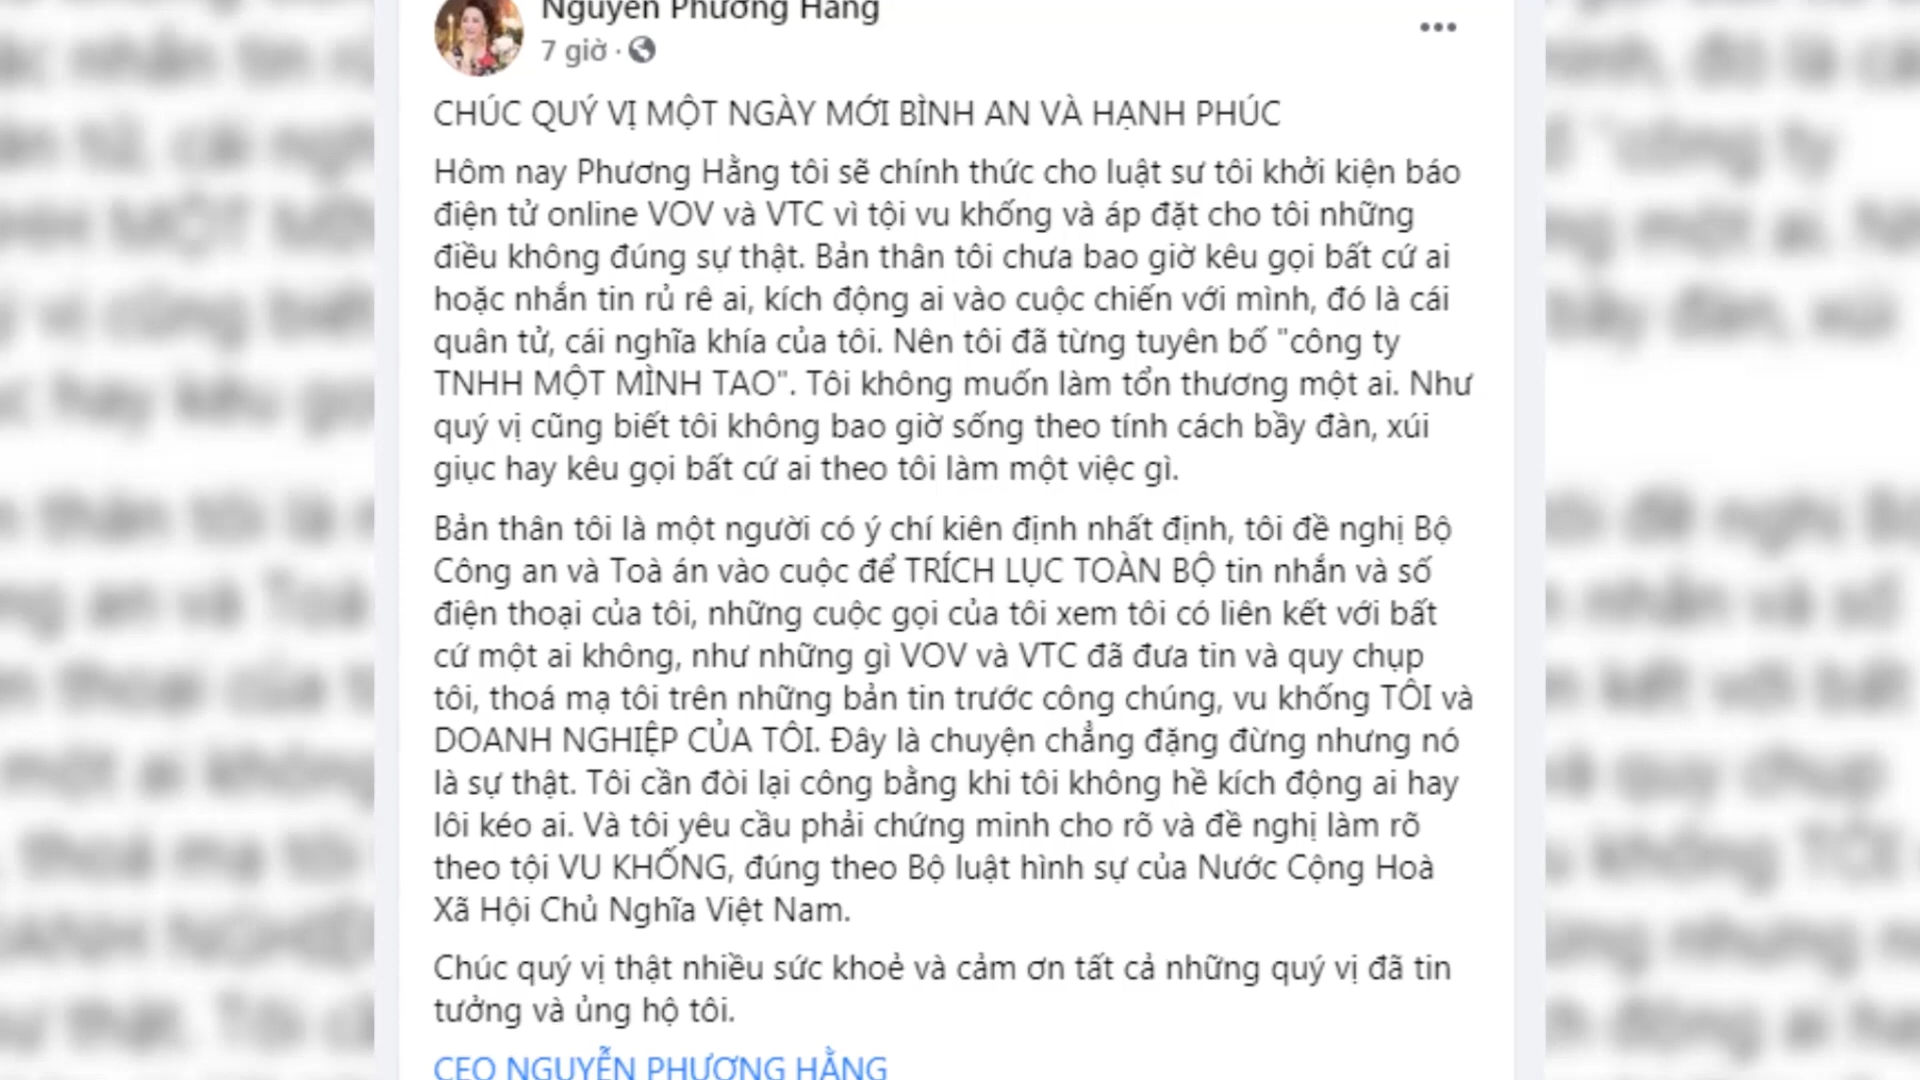 Nguyễn Phương Hằng
7 giờ ·
CHÚC QUÝ VỊ MỘT NGÀY MỚI BÌNH AN VÀ HẠNH PHÚC
Hôm nay Phương Hằng tôi sẽ chính thức cho luật sư tôi khởi kiện báo
điện tử online VOV và VTC vì tội vu khống và áp đặt cho tôi những
điều không đúng sự thật. Bản thân tôi chưa bao giờ kêu gọi bất cứ ai
hoặc nhắn tin rủ rê ai, kích động ai vào cuộc chiến với mình, đó là cái
quân tử, cái nghĩa khía của tôi. Nên tôi đã từng tuyên bố "công ty
TNHH MỘT MÌNH TAO". Tôi không muốn làm tổn thương một ai. Như
quý vị cũng biết tôi không bao giờ sống theo tính cách bầy đàn, xúi
giục hay kêu gọi bất cứ ai theo tôi làm một việc gì.
Bản thân tôi là một người có ý chí kiên định nhất định, tôi đề nghị Bộ
Công an và Toà án vào cuộc để TRÍCH LỤC TOÀN BỘ tin nhắn và số
điện thoại của tôi, những cuộc gọi của tôi xem tôi có liên kết với bất
cứ một ai không, như những gì VOV và VTC đã đưa tin và quy chụp
tôi, thoá mạ tôi trên những bản tin trước công chúng, vu khống TÔI và
DOANH NGHIỆP CỦA TÔI. Đây là chuyện chẳng đặng đừng nhưng nó
là sự thật. Tôi cần đòi lại công bằng khi tôi không hề kích động ai hay
lôi kéo ai. Và tôi yêu cầu phải chứng minh cho rõ và đề nghị làm rõ
theo tội VU KHỐNG, đúng theo Bộ luật hình sự của Nước Cộng Hoà
Xã Hội Chủ Nghĩa Việt Nam.
Chúc quý vị thật nhiều sức khoẻ và cảm ơn tất cả những quý vị đã tin
tưởng và ủng hộ tôi.
CEO NGUYỄN PHƯƠNG HẰNG